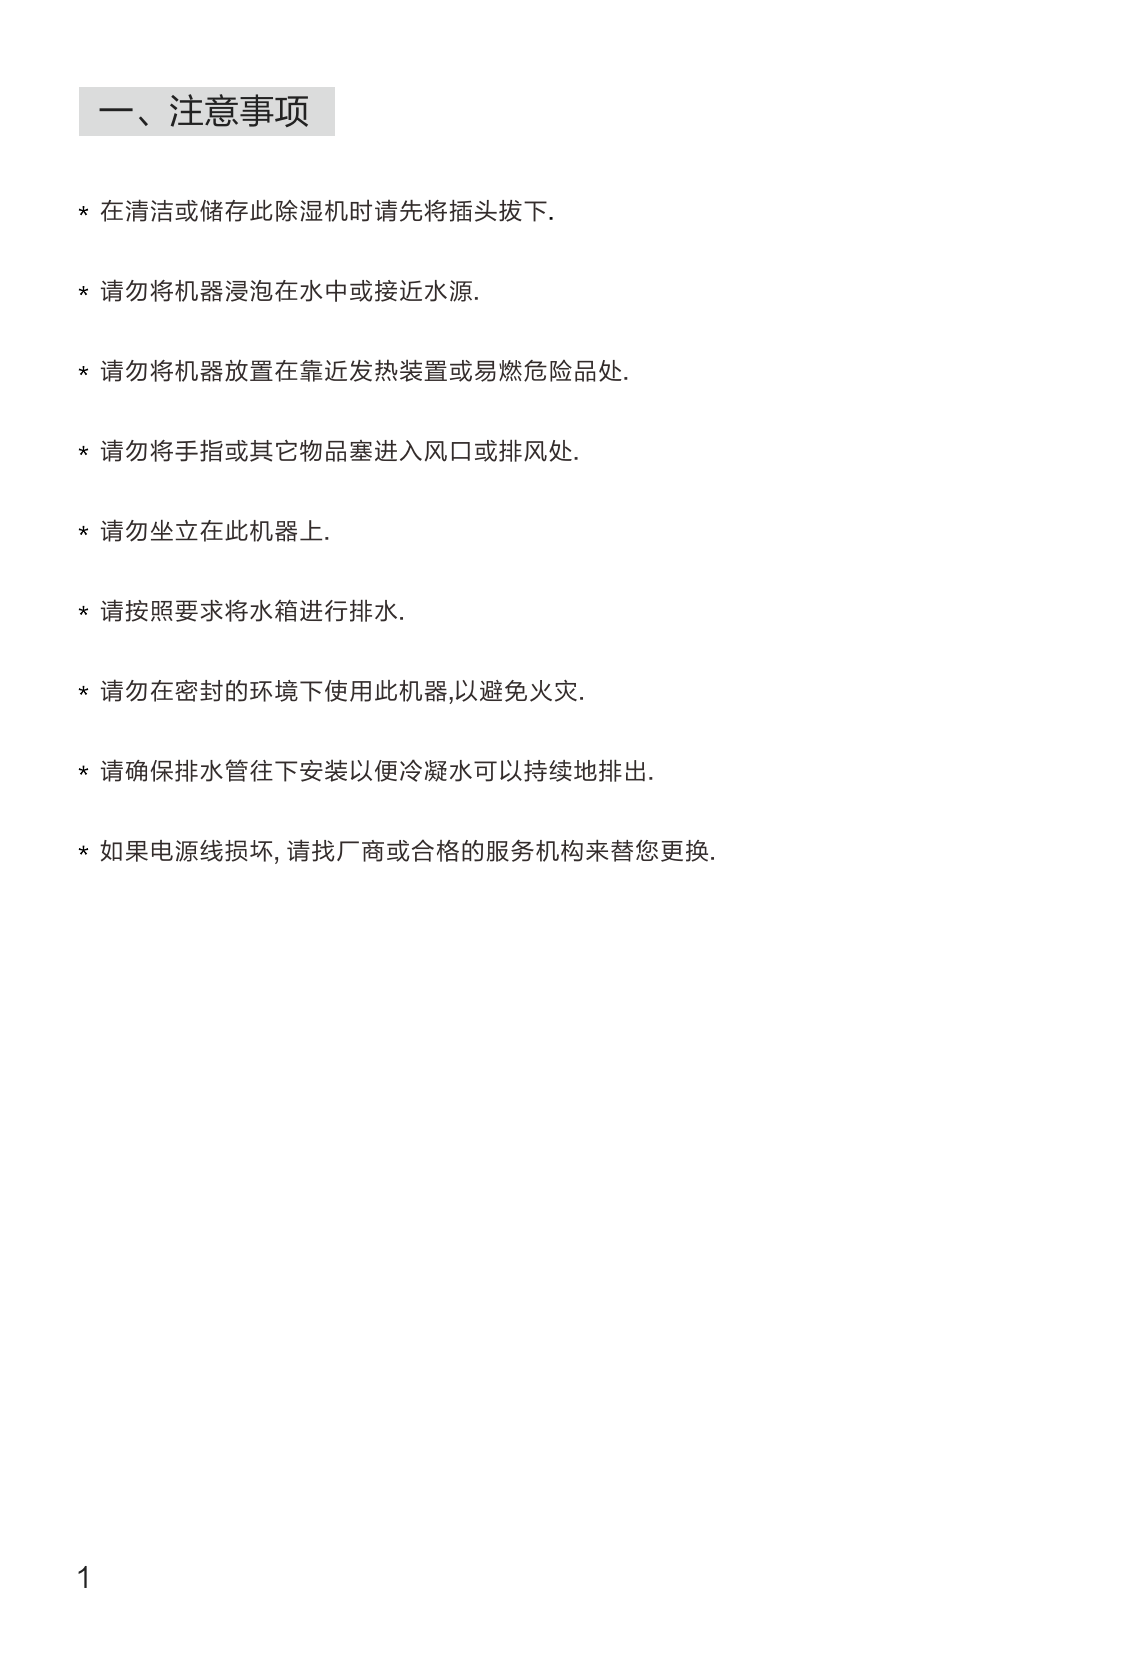 一、注意事项
* 在清洁或储存此除湿机时请先将插头拔下.
* 请勿将机器浸泡在水中或接近水源.
* 请勿将机器放置在靠近发热装置或易燃危险品处.
* 请勿将手指或其它物品塞进入风口或排风处.
* 请勿坐立在此机器上.
* 请按照要求将水箱进行排水.
* 请勿在密封的环境下使用此机器,以避免火灾.
* 请确保排水管往下安装以便冷凝水可以持续地排出.
* 如果电源线损坏, 请找厂商或合格的服务机构来替您更换.
1